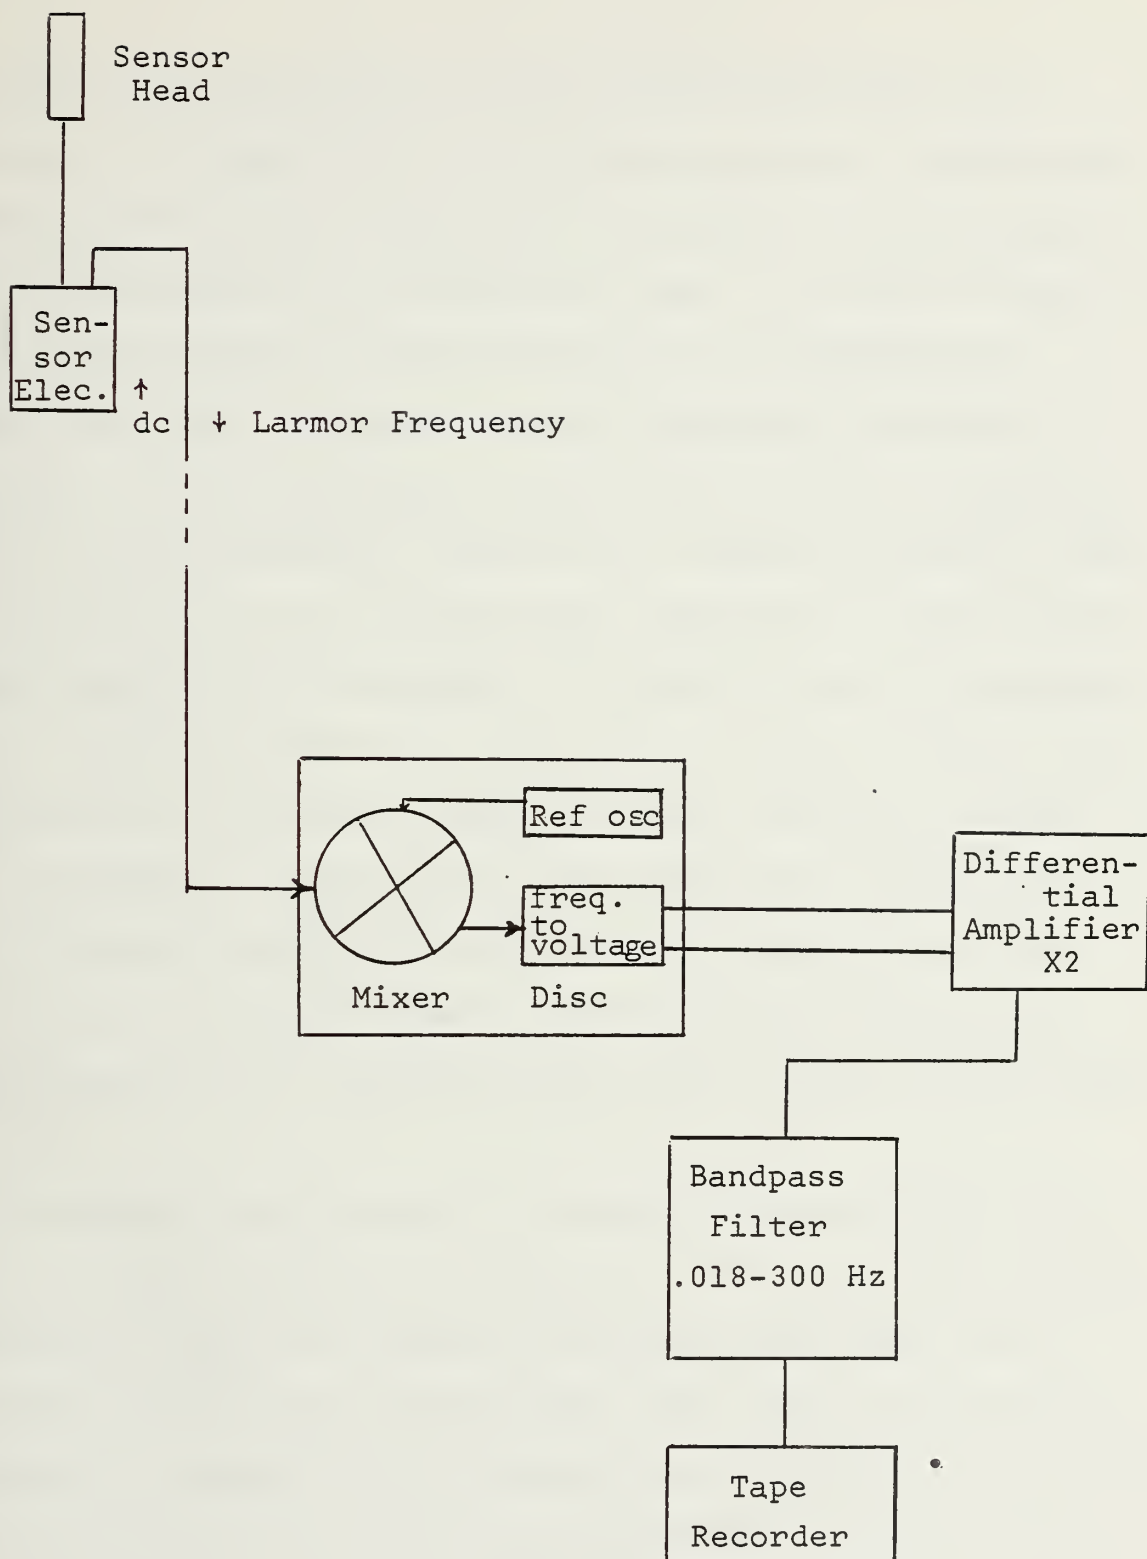 Sensor
Head
Sen-
sor
Elec.
↑
dc ↓ Larmor Frequency
Ref osc
freq.
to
voltage
Mixer
Disc
Differen-
tial
Amplifier
X2
Bandpass
Filter
.018-300 Hz
Tape
Recorder